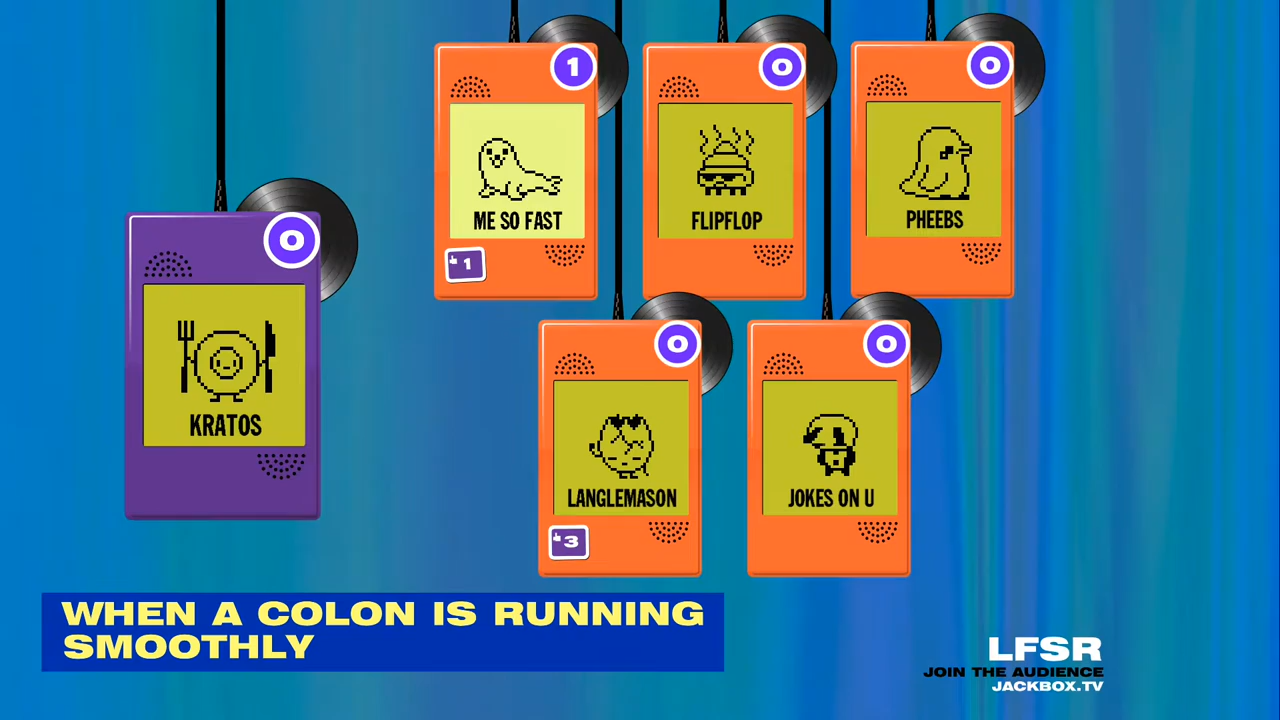 1
0
0
ME SO FAST
FLIPFLOP
PHEEBS
1
0
KRATOS
0
0
LANGLEMASON
JOKES ON U
3
WHEN A COLON IS RUNNING
SMOOTHLY
LFSR
JOIN THE AUDIENCE
JACKBOX.TV